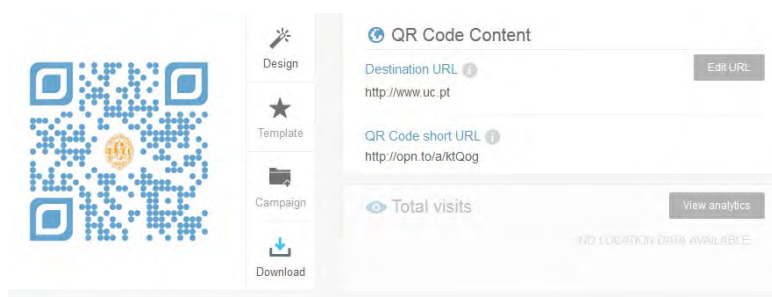 Design
Template
Campaign
Download
QR Code Content
Destination URL
Edit URL
http://www.uc.pt
QR Code short URL
http://opn.to/a/ktQog
Total visits
View analytics
NO LOCATION DATA AVAILABLE